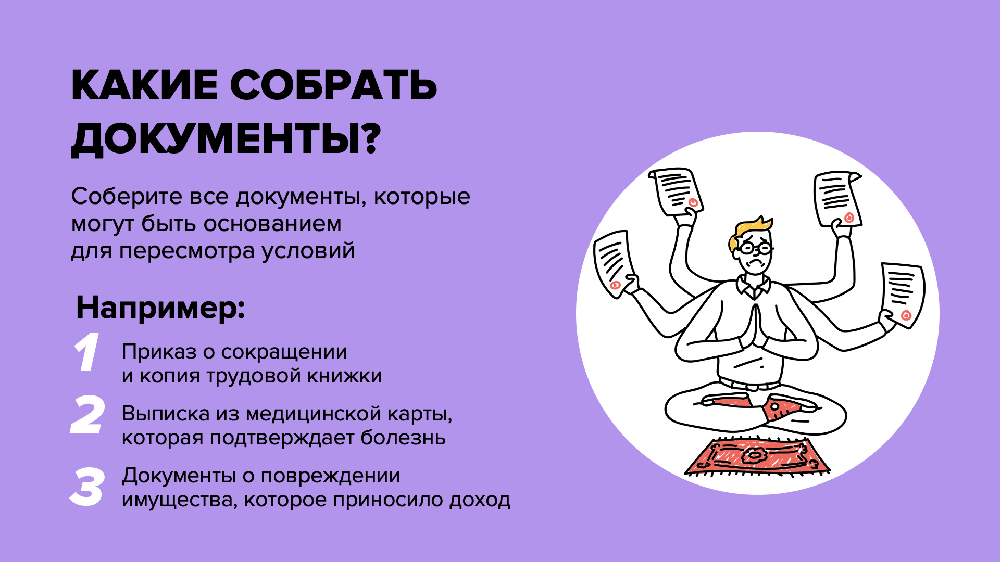 КАКИЕ СОБРАТЬ
ДОКУМЕНТЫ?
Соберите все документы, которые
могут быть основанием
для пересмотра условий
Например:
1 Приказ о сокращении
и копия трудовой книжки
2 Выписка из медицинской карты,
которая подтверждает болезнь
3 Документы о повреждении
имущества, которое приносило доход